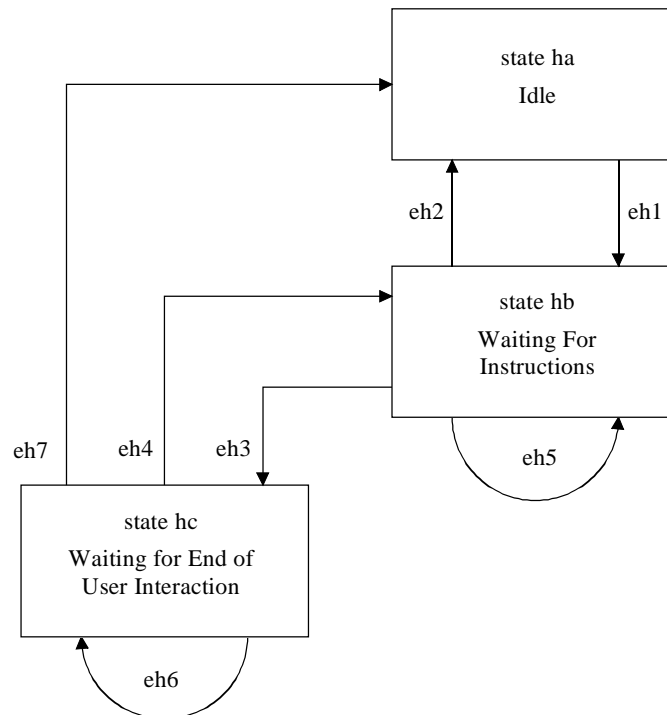 state ha
Idle
eh2
eh1
state hb
Waiting For
Instructions
eh7
eh4
eh3
eh5
state hc
Waiting for End of
User Interaction
eh6